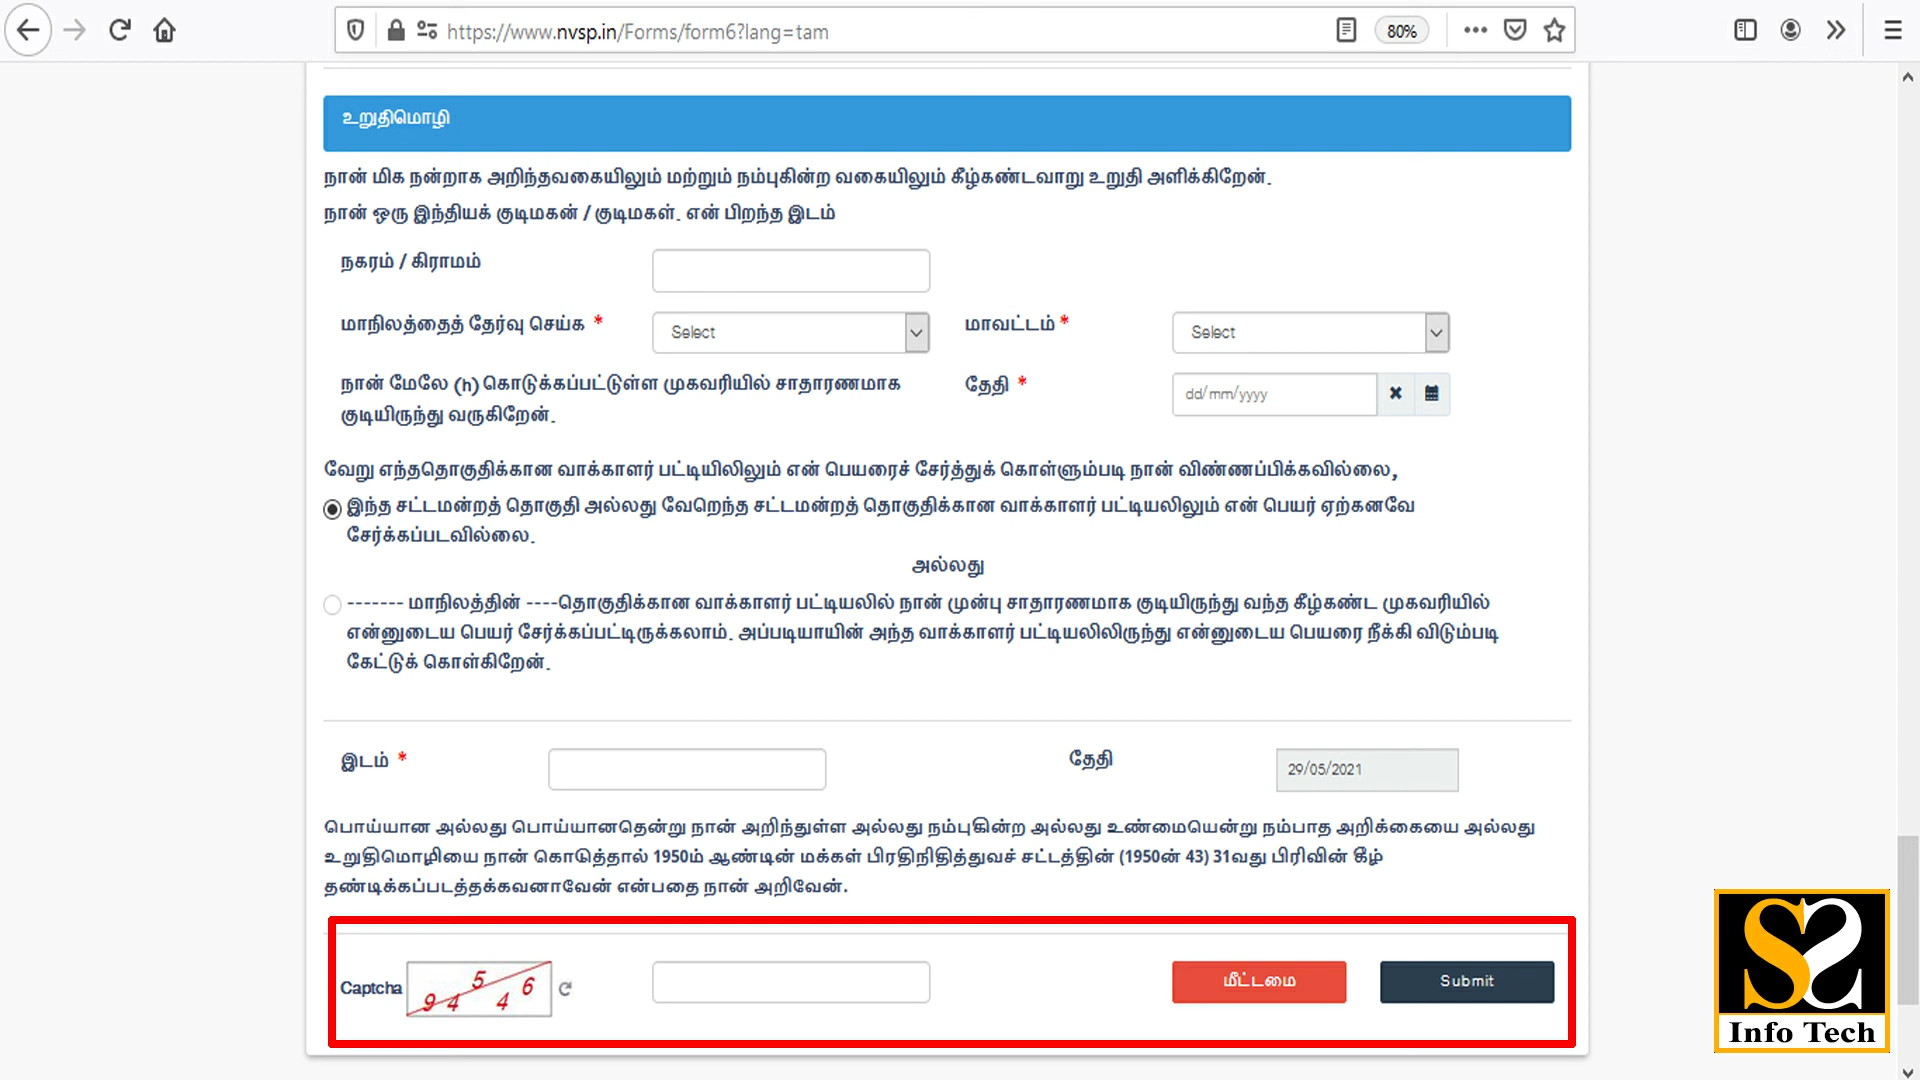 https://www.nvsp.in/Forms/form6?lang=tam
80%
உறுதிமொழி
நான் மிக நன்றாக அறிந்தவகையிலும் மற்றும் நம்புகின்ற வகையிலும் கீழ்கண்டவாறு உறுதி அளிக்கிறேன்.
நான் ஒரு இந்தியக் குடிமகன் / குடிமகள். என் பிறந்த இடம்
நகரம் / கிராமம்
மாநிலத்தைத் தேர்வு செய்க * Select மாவட்டம் * Select
நான் மேலே (h) கொடுக்கப்பட்டுள்ள முகவரியில் சாதாரணமாக தேதி * dd/mm/yyyy
குடியிருந்து வருகிறேன்.
வேறு எந்ததொகுதிக்கான வாக்காளர் பட்டியிலிலும் என் பெயரைச் சேர்த்துக் கொள்ளும்படி நான் விண்ணப்பிக்கவில்லை,
இந்த சட்டமன்றத் தொகுதி அல்லது வேறெந்த சட்டமன்றத் தொகுதிக்கான வாக்காளர் பட்டியலிலும் என் பெயர் ஏற்கனவே
சேர்க்கப்படவில்லை.
அல்லது
------- மாநிலத்தின் ----தொகுதிக்கான வாக்காளர் பட்டியலில் நான் முன்பு சாதாரணமாக குடியிருந்து வந்த கீழ்கண்ட முகவரியில்
என்னுடைய பெயர் சேர்க்கப்பட்டிருக்கலாம். அப்படியாயின் அந்த வாக்காளர் பட்டியலிலிருந்து என்னுடைய பெயரை நீக்கி விடும்படி
கேட்டுக் கொள்கிறேன்.
இடம் * தேதி 29/05/2021
பொய்யான அல்லது பொய்யானதென்று நான் அறிந்துள்ள அல்லது நம்புகின்ற அல்லது உண்மையென்று நம்பாத அறிக்கையை அல்லது
உறுதிமொழியை நான் கொடுத்தால் 1950ம் ஆண்டின் மக்கள் பிரதிநிதித்துவச் சட்டத்தின் (1950ன் 43) 31வது பிரிவின் கீழ்
தண்டிக்கப்படத்தக்கவனாவேன் என்பதை நான் அறிவேன்.
Captcha 94546 மீட்டமை Submit
SS
Info Tech